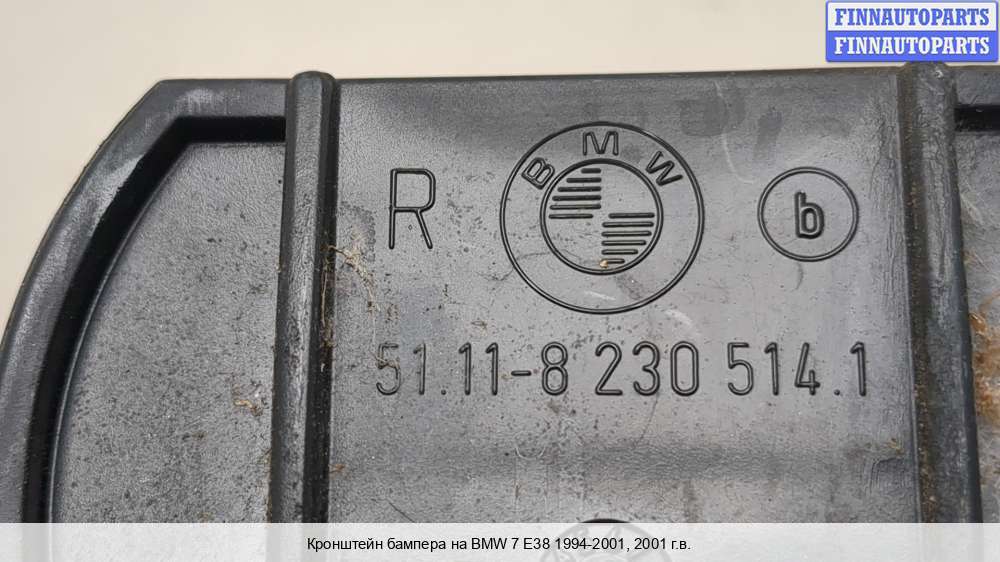 FINNAUTOPARTS
FINNAUTOPARTS
R BMW b
51.11-8 230 514.1
Кронштейн бампера на BMW 7 E38 1994-2001, 2001 г.в.